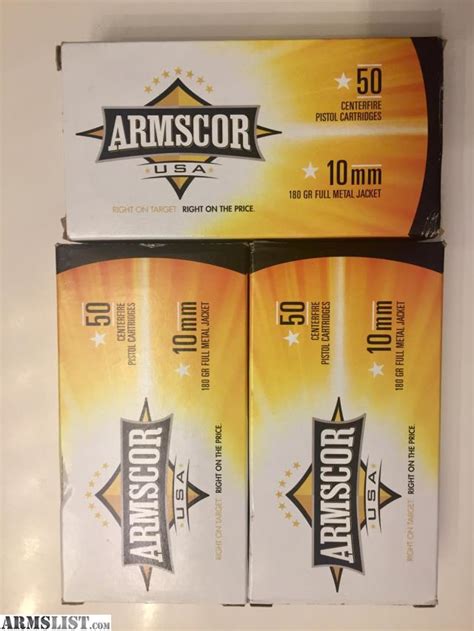 50
CENTERFIRE
PISTOL CARTRIDGES
ARMSCOR
USA
10mm
180 GR FULL METAL JACKET
RIGHT ON TARGET. RIGHT ON THE PRICE.
50
CENTERFIRE
PISTOL CARTRIDGES
10mm
180 GR FULL METAL JACKET
ARMSCOR
USA
RIGHT ON TARGET. RIGHT ON THE PRICE.
50
CENTERFIRE
PISTOL CARTRIDGES
10mm
180 GR FULL METAL JACKET
ARMSCOR
USA
RIGHT ON TARGET. RIGHT ON THE PRICE.
ARMSLIST.com